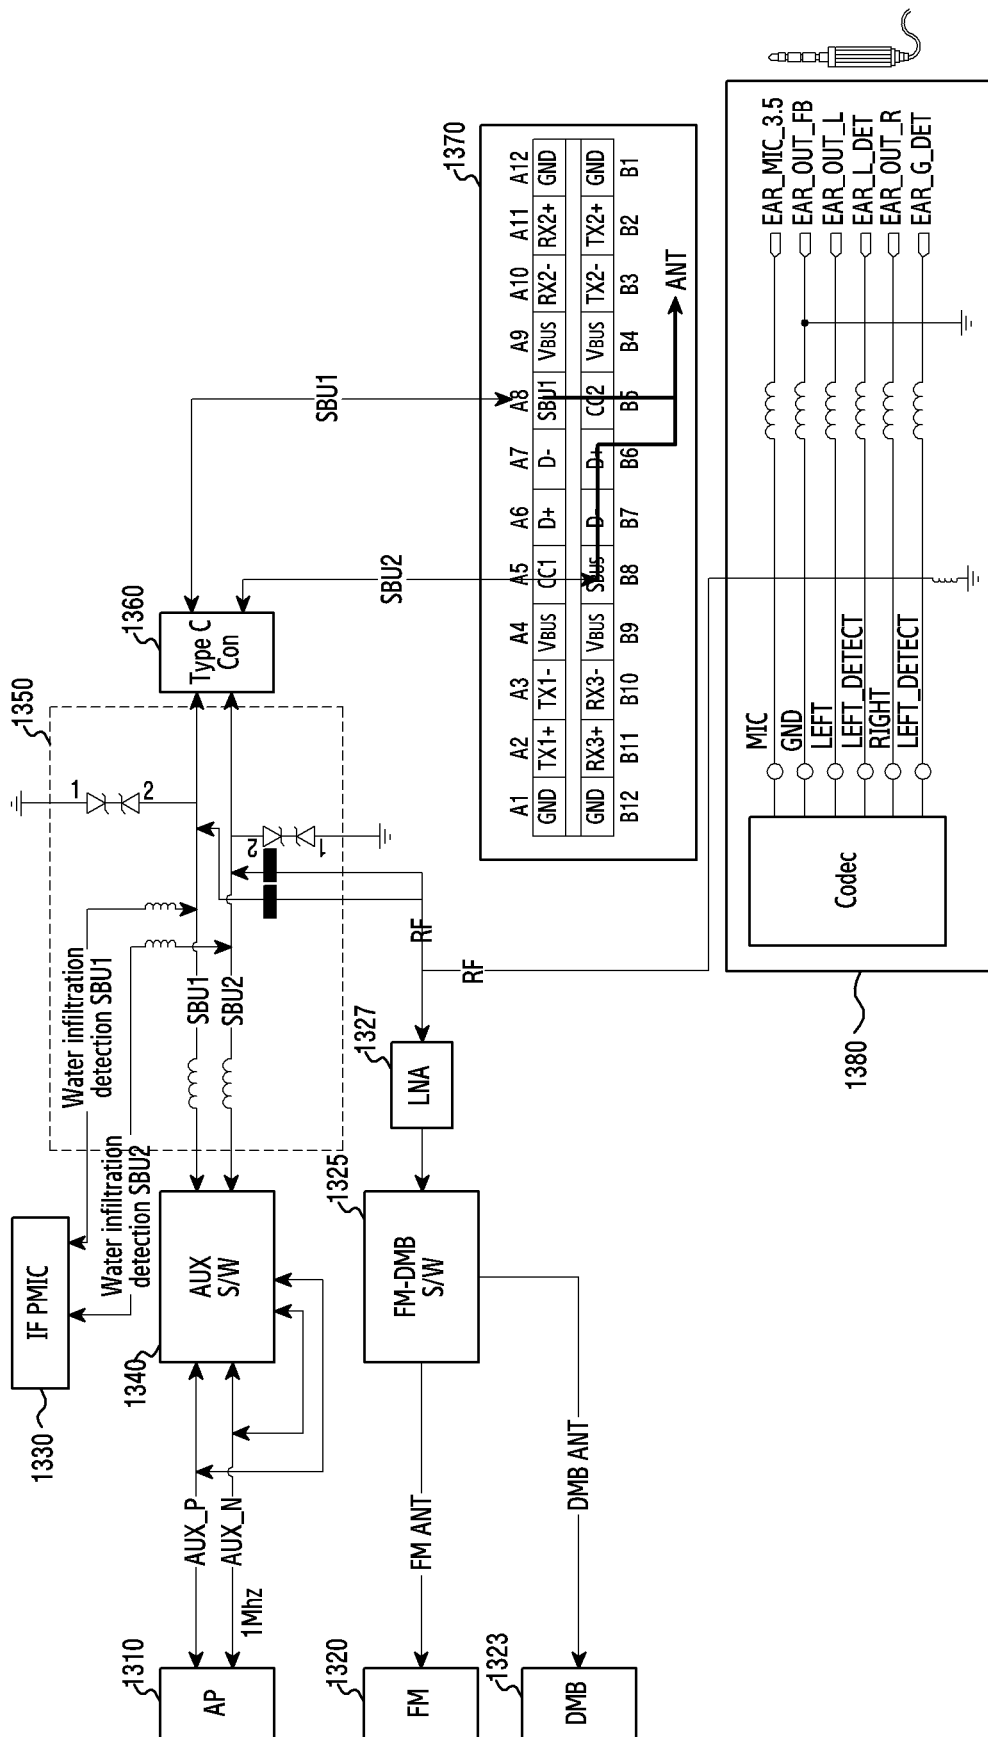 1330
IF PMIC
Water infiltration
detection SBU1
Water infiltration
detection SBU2
1350
1
2
2
1
1310
AP
AUX_P
AUX_N
1Mhz
1340
AUX
S/W
SBU1
SBU2
1360
Type C
Con
SBU1
SBU2
1320
FM
FM ANT
1325
FM-DMB
S/W
1327
LNA
RF
RF
1323
DMB
DMB ANT
1370
A1 A2 A3 A4 A5 A6 A7 A8 A9 A10 A11 A12
GND TX1+ TX1- VBUS CC1 D+ D- SBU1 VBUS RX2- RX2+ GND
GND RX3+ RX3- VBUS SBUS D- D+ CC2 VBUS TX2- TX2+ GND
B12 B11 B10 B9 B8 B7 B6 B5 B4 B3 B2 B1
ANT
1380
Codec
MIC
GND
LEFT
LEFT_DETECT
RIGHT
LEFT_DETECT
EAR_MIC_3.5
EAR_OUT_FB
EAR_OUT_L
EAR_L_DET
EAR_OUT_R
EAR_G_DET